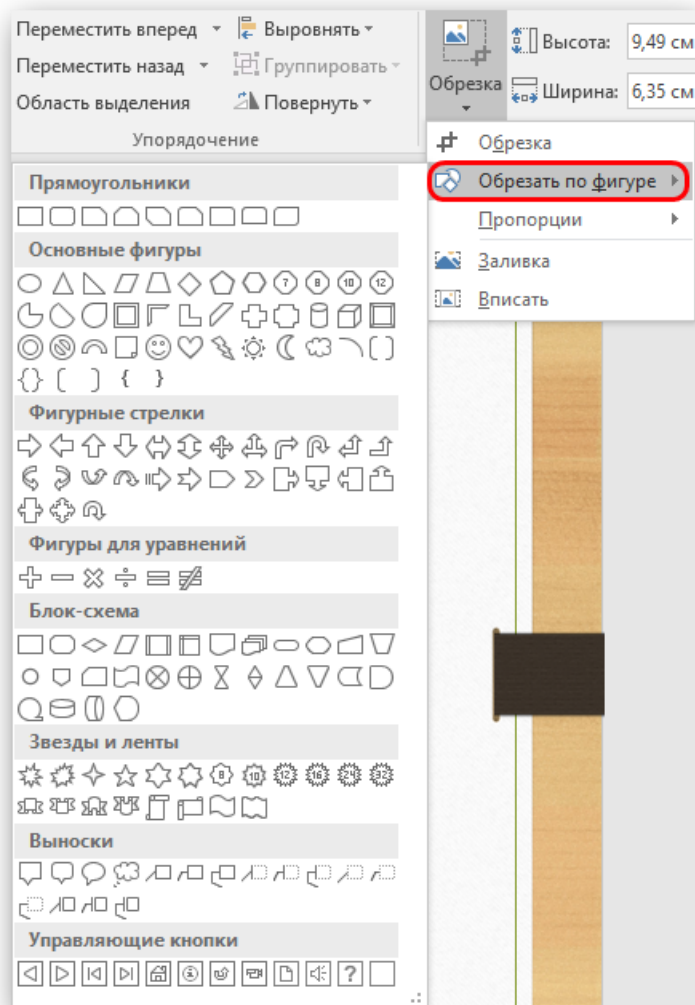 Переместить вперед
Выровнять
Переместить назад
Группировать
Область выделения
Повернуть
Упорядочение
Обрезка
Высота: 9,49 см
Ширина: 6,35 см
Обрезка
Обрезать по фигуре
Пропорции
Заливка
Вписать
Прямоугольники
Основные фигуры
7 8 10 12
Фигурные стрелки
Фигуры для уравнений
Блок-схема
Звезды и ленты
8 10 12 16 24 32
Выноски
Управляющие кнопки
?